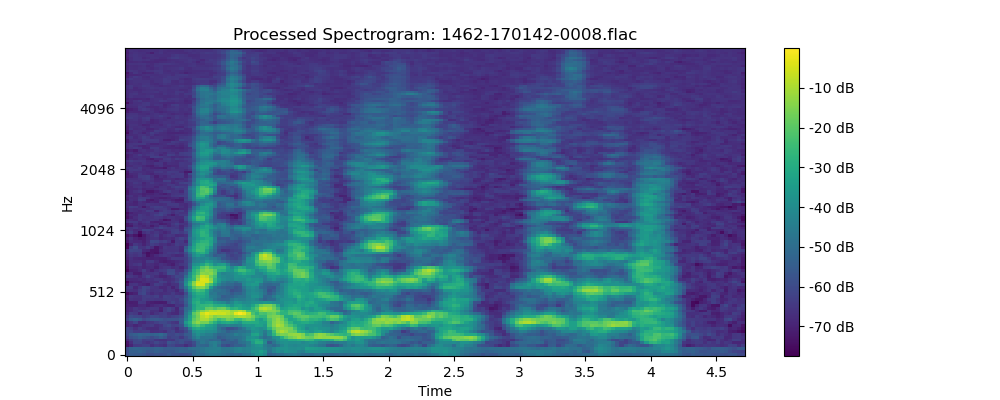 Processed Spectrogram: 1462-170142-0008.flac
Hz
4096
2048
1024
512
0
0 0.5 1 1.5 2 2.5 3 3.5 4 4.5
Time
-10 dB
-20 dB
-30 dB
-40 dB
-50 dB
-60 dB
-70 dB